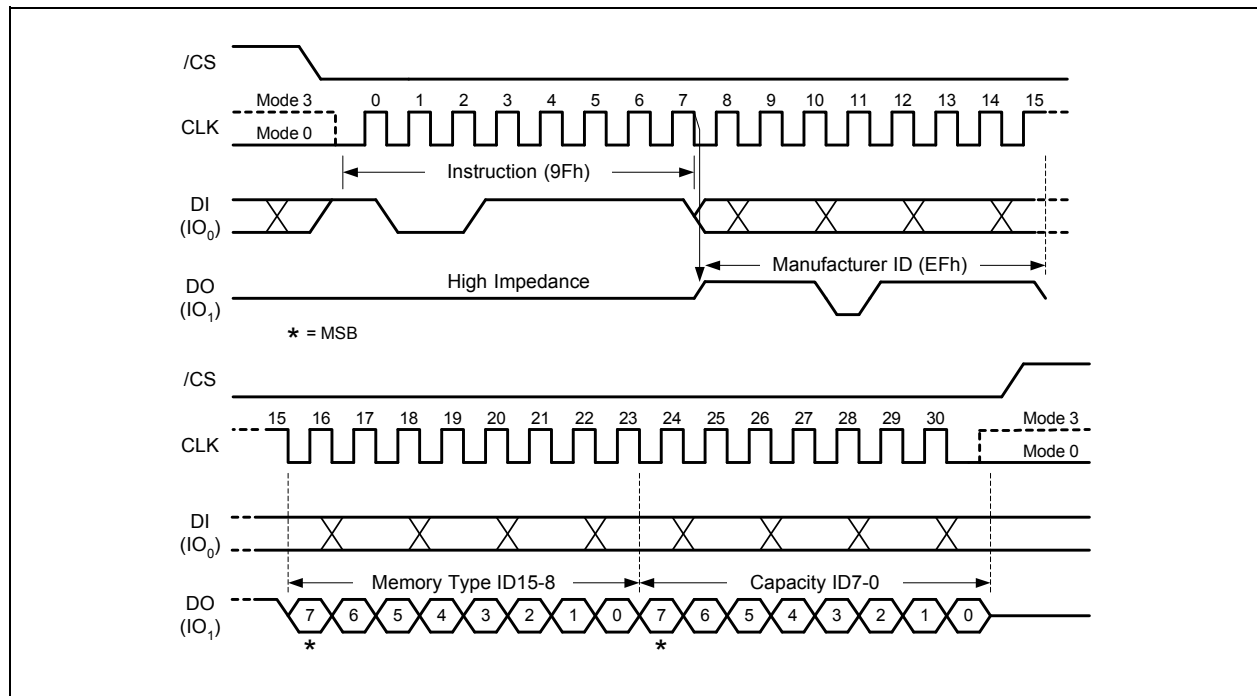 /CS
Mode 3 0 1 2 3 4 5 6 7 8 9 10 11 12 13 14 15
CLK
Mode 0
Instruction (9Fh)
DI
(IO0)
Manufacturer ID (EFh)
High Impedance
DO
(IO1)
* = MSB
/CS
15 16 17 18 19 20 21 22 23 24 25 26 27 28 29 30 Mode 3
CLK
Mode 0
DI
(IO0)
Memory Type ID15-8 Capacity ID7-0
DO 7 6 5 4 3 2 1 0 7 6 5 4 3 2 1 0
(IO1)
* *